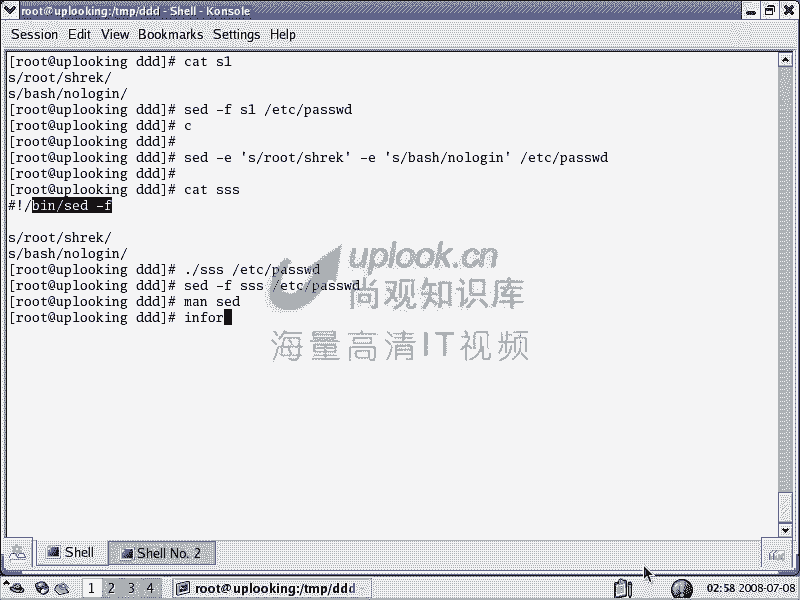 root@uplooking:/tmp/ddd - Shell - Konsole
Session Edit View Bookmarks Settings Help
[root@uplooking ddd]# cat s1
s/root/shrek/
s/bash/nologin/
[root@uplooking ddd]# sed -f s1 /etc/passwd
[root@uplooking ddd]# c
[root@uplooking ddd]#
[root@uplooking ddd]# sed -e 's/root/shrek' -e 's/bash/nologin' /etc/passwd
[root@uplooking ddd]#
[root@uplooking ddd]# cat sss
#!/bin/sed -f
s/root/shrek/
s/bash/nologin/
[root@uplooking ddd]# ./sss /etc/passwd
[root@uplooking ddd]# sed -f sss /etc/passwd
[root@uplooking ddd]# man sed
[root@uplooking ddd]# infor
uplook.cn
尚观知识库
海量高清IT视频
Shell
Shell No. 2
1 2 3 4
root@uplooking:/tmp/ddd
02:58 2008-07-08